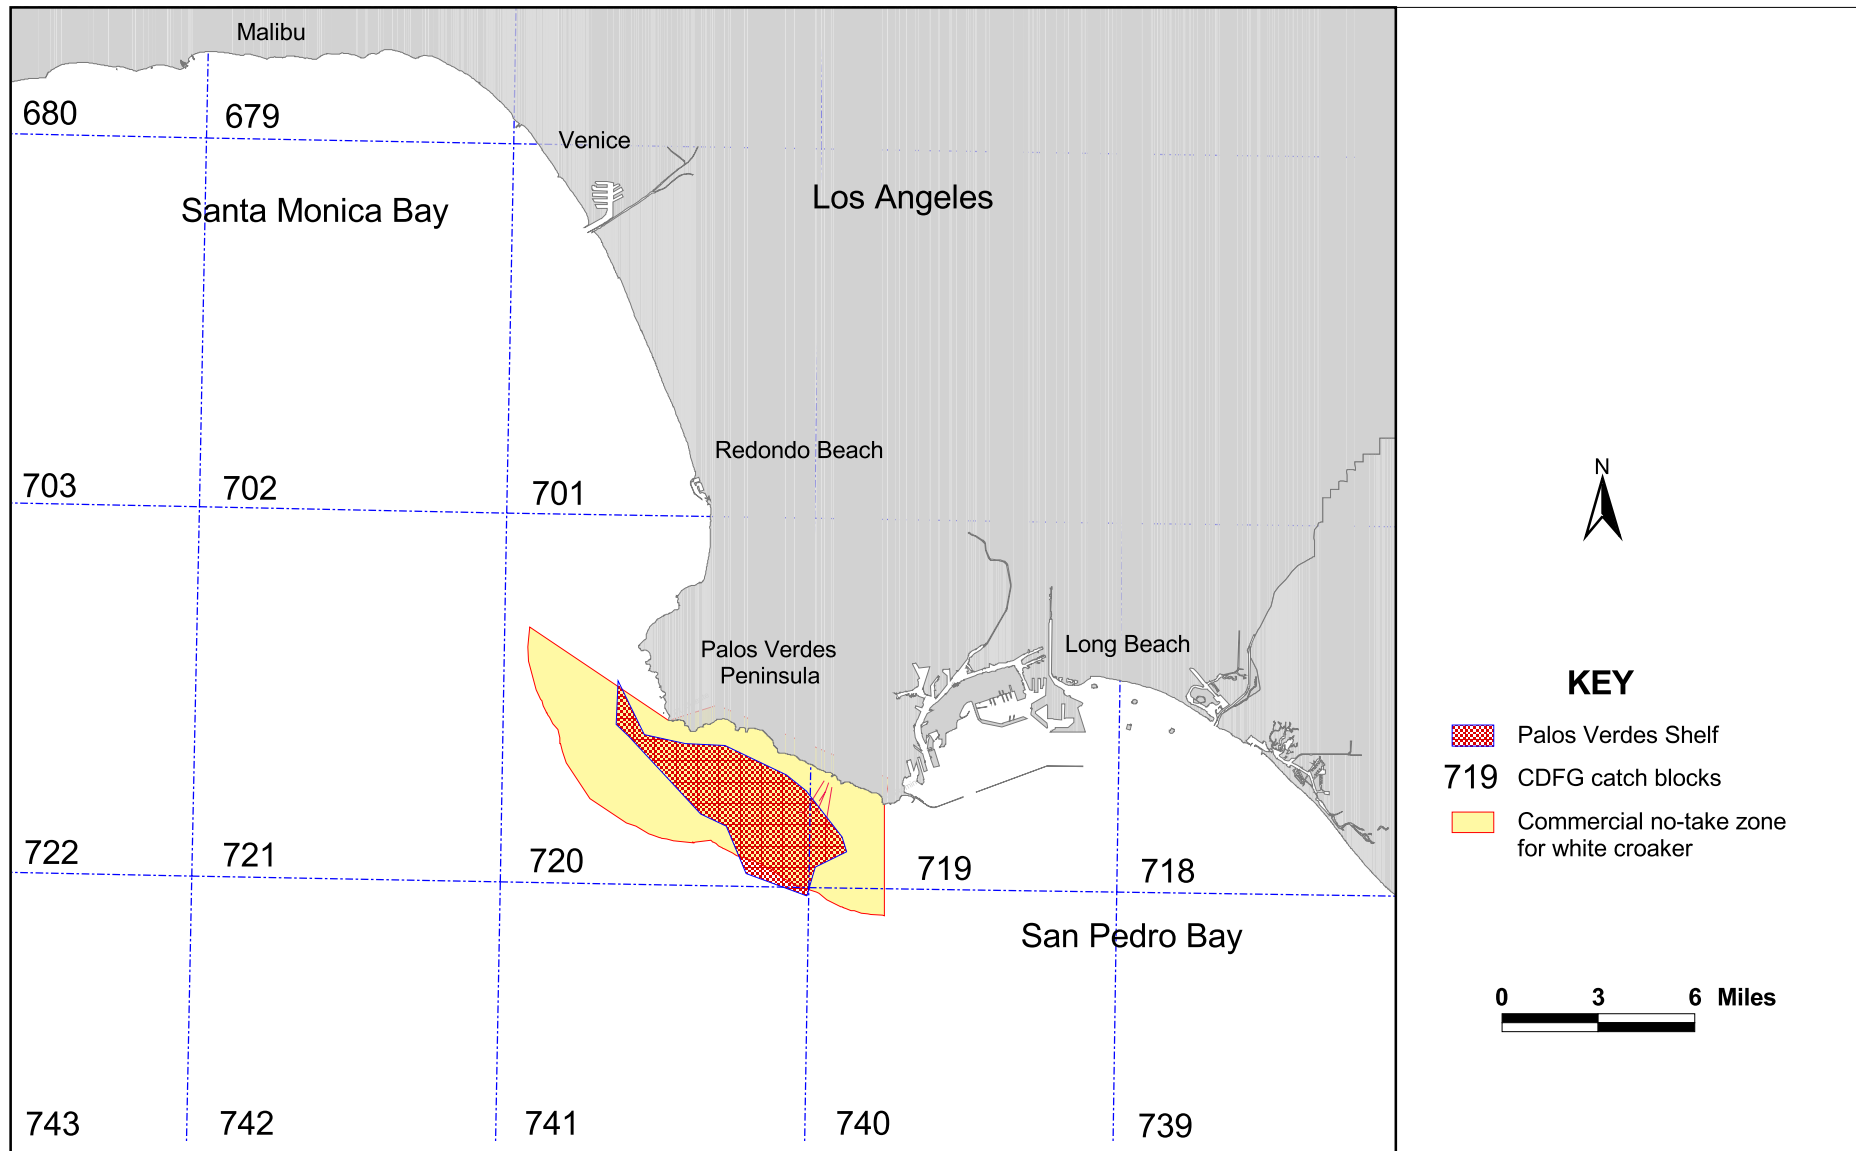 Malibu
680
679
Venice
Santa Monica Bay
Los Angeles
Redondo Beach
703
702
701
N
Palos Verdes
Peninsula
Long Beach
KEY
Palos Verdes Shelf
719
CDFG catch blocks
Commercial no-take zone
for white croaker
722
721
720
719
718
San Pedro Bay
0 3 6 Miles
743
742
741
740
739